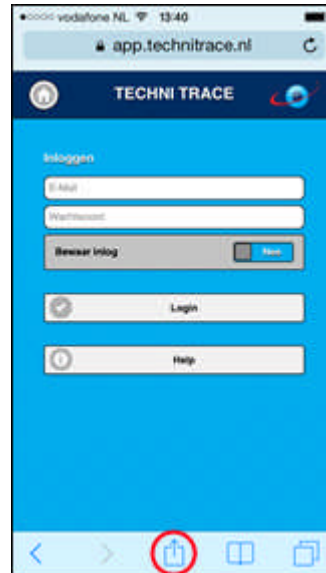 vodafone NL 13:40
app.technitrace.nl
TECHNI TRACE
Inloggen
E-Mail
Wachtwoord
Bewaar inlog Nee
Login
Help